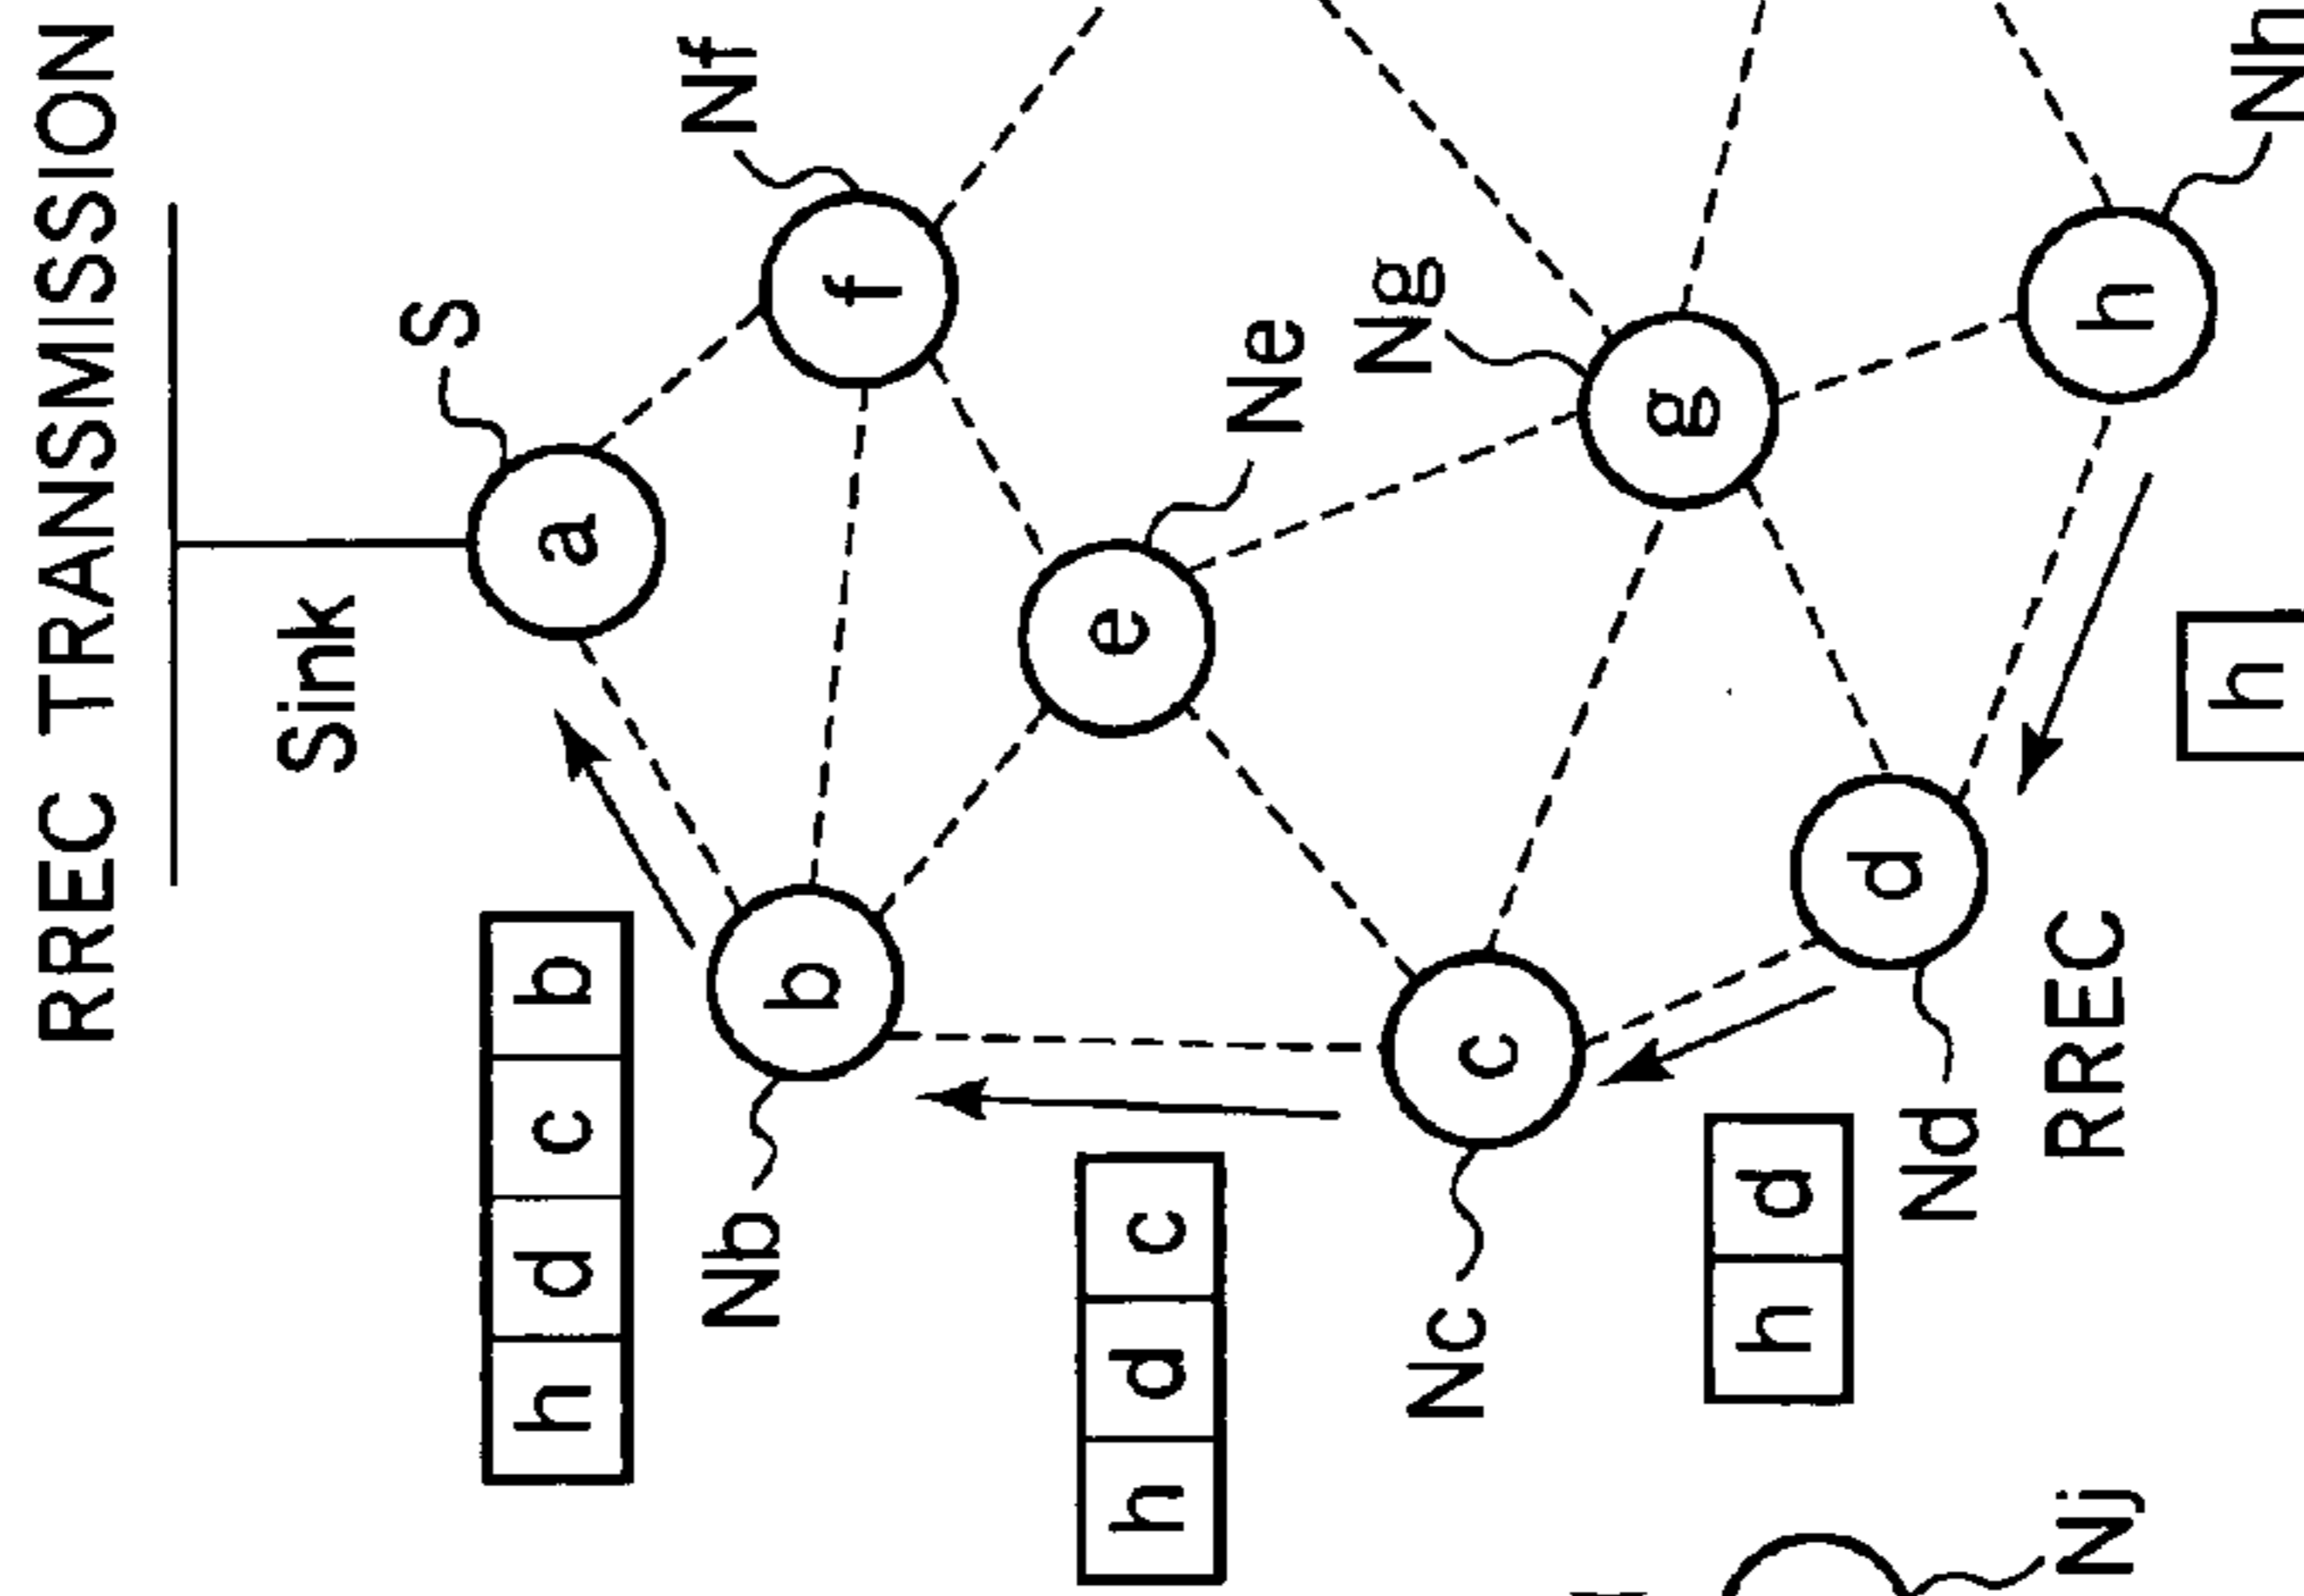 RREC TRANSMISSION
Sink
S
a
Nf
f
h d c b
Nb
b
Ne
e
h d c
Ng
g
Nc
c
h d
Nd
d
RREC
h
Nh
h
Nj